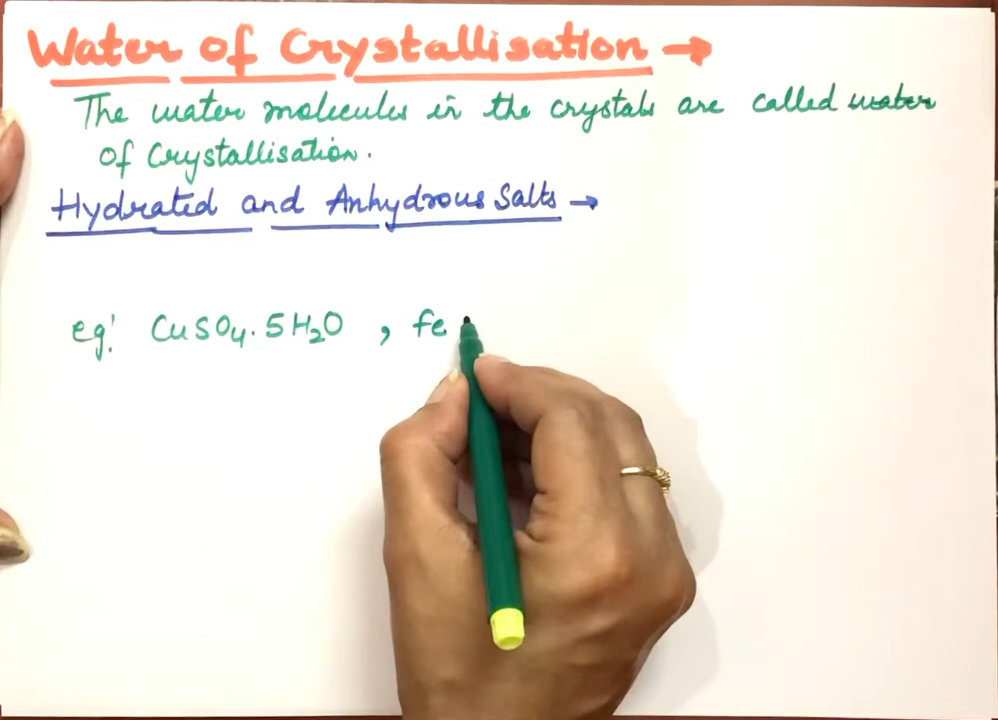 Water of Crystallisation →
The water molecules in the crystals are called water
of Crystallisation.
Hydrated and Anhydrous Salts →
eg: CuSO₄.5H₂O , fe